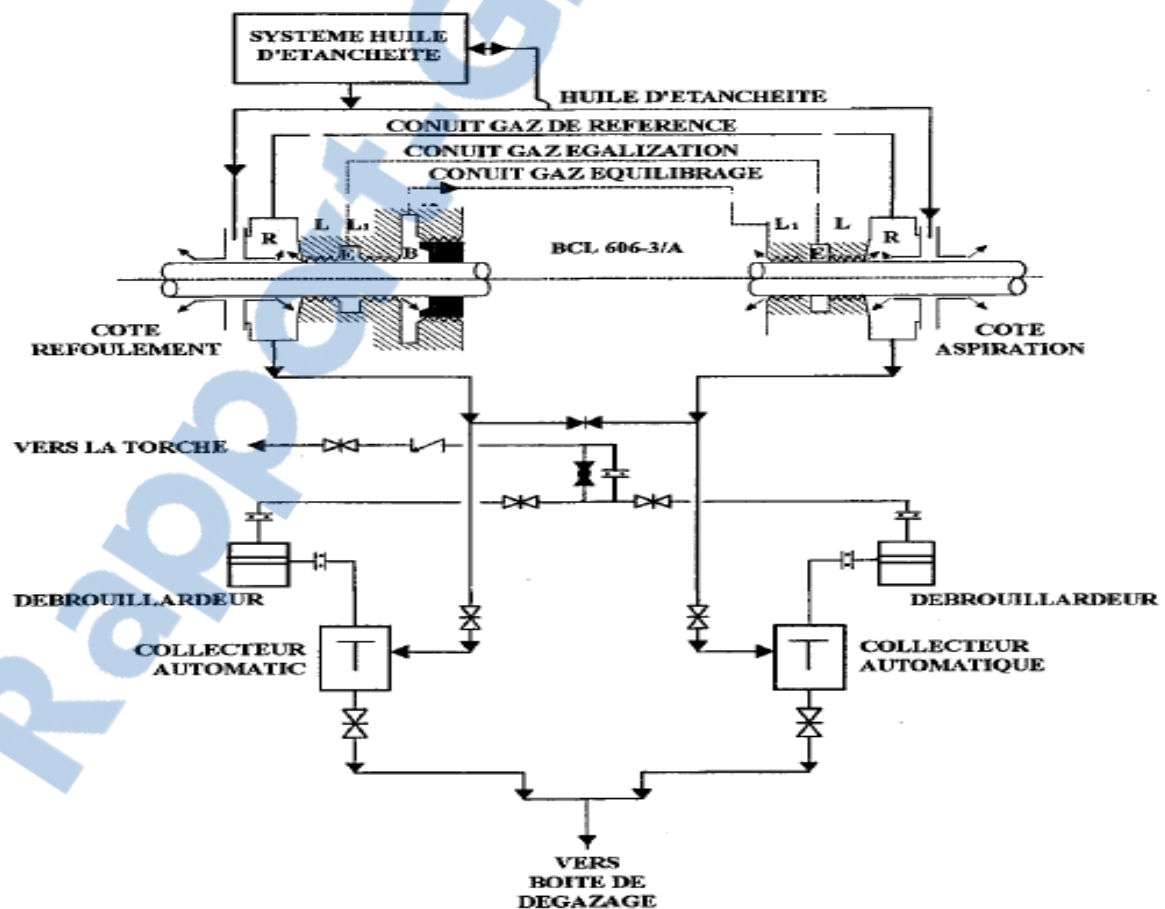 SYSTEME HUILE
D'ETANCHEITE
HUILE D'ETANCHEITE
CONUIT GAZ DE REFERENCE
CONUIT GAZ EGALIZATION
CONUIT GAZ EQUILIBRAGE
R
L
L1
E
B
BCL 606-3/A
L1
L
E
R
COTE
REFOULEMENT
COTE
ASPIRATION
VERS LA TORCHE
DEBROUILLARDEUR
DEBROUILLARDEUR
COLLECTEUR
AUTOMATIC
COLLECTEUR
AUTOMATIQUE
VERS
BOITE DE
DEGAZAGE